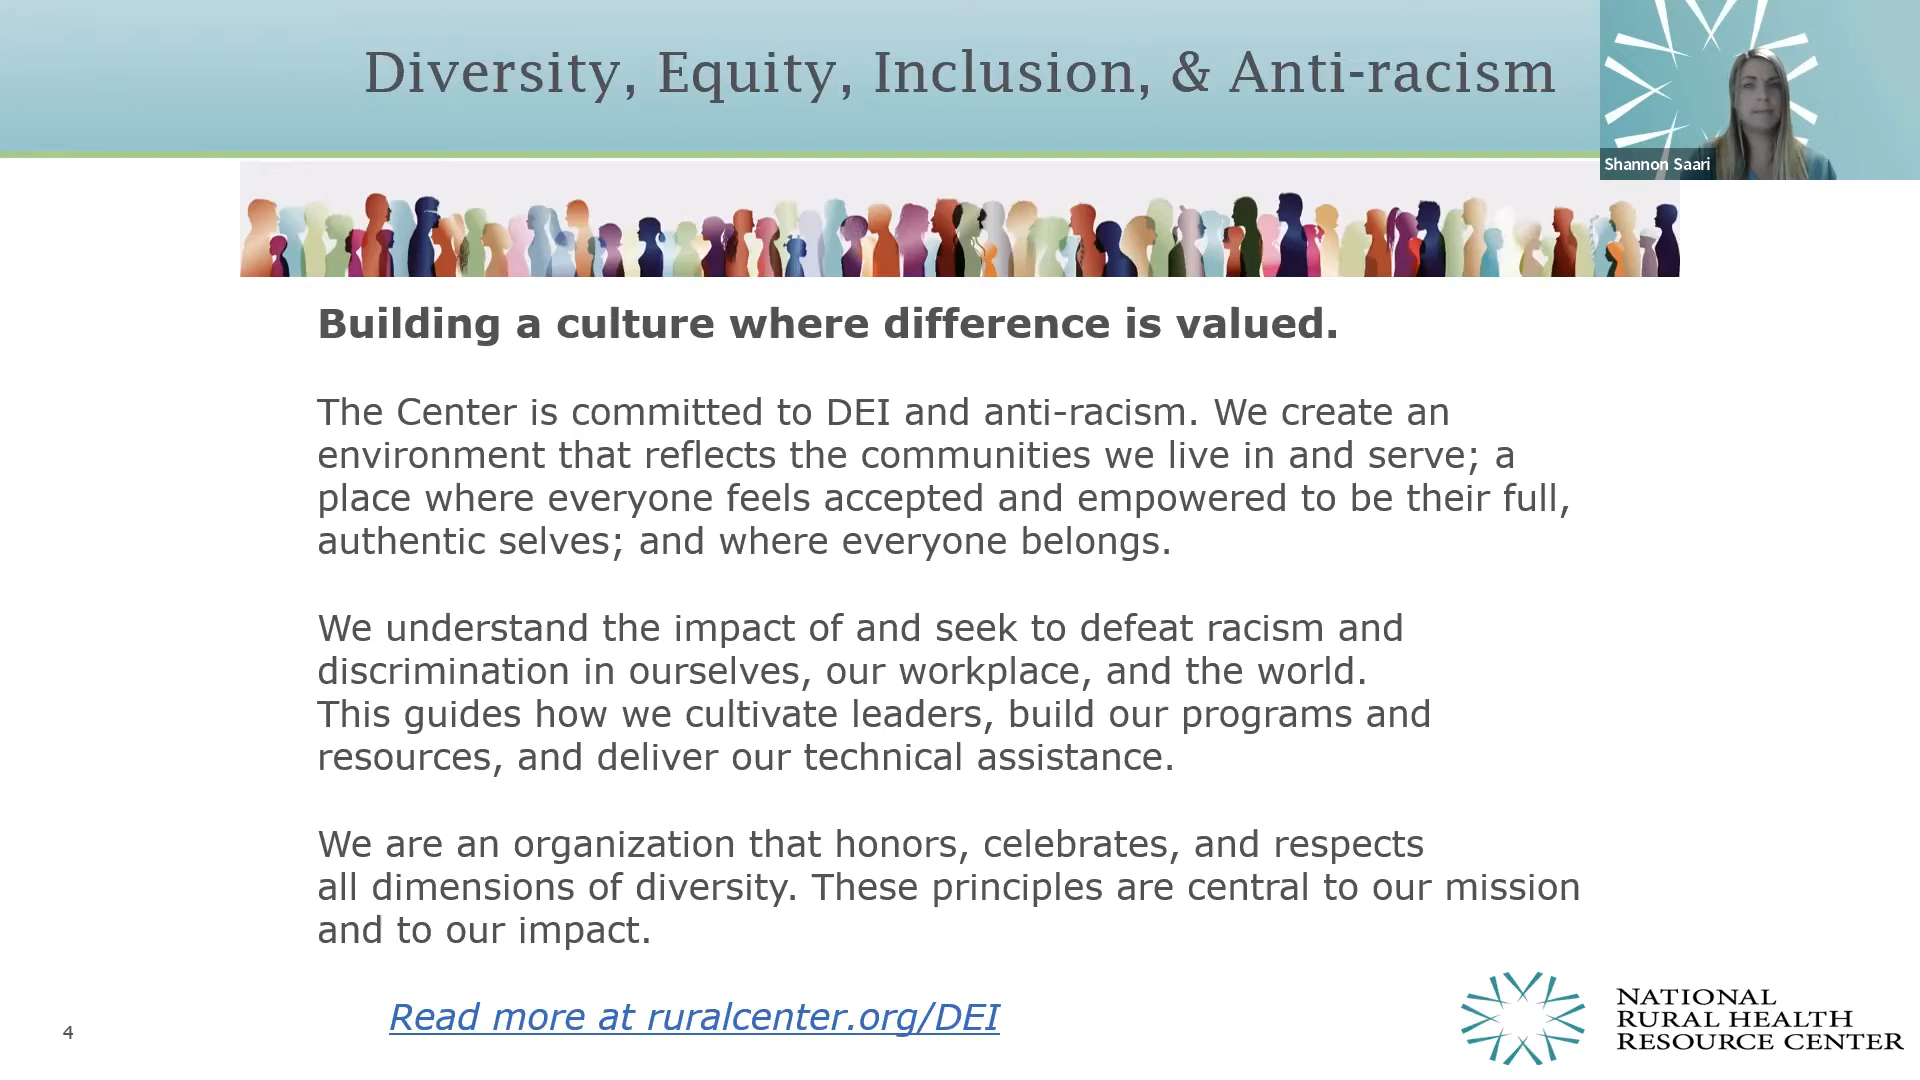 Diversity, Equity, Inclusion, & Anti-racism
Shannon Saari
Building a culture where difference is valued.
The Center is committed to DEI and anti-racism. We create an
environment that reflects the communities we live in and serve; a
place where everyone feels accepted and empowered to be their full,
authentic selves; and where everyone belongs.
We understand the impact of and seek to defeat racism and
discrimination in ourselves, our workplace, and the world.
This guides how we cultivate leaders, build our programs and
resources, and deliver our technical assistance.
We are an organization that honors, celebrates, and respects
all dimensions of diversity. These principles are central to our mission
and to our impact.
Read more at ruralcenter.org/DEI
4
NATIONAL
RURAL HEALTH
RESOURCE CENTER